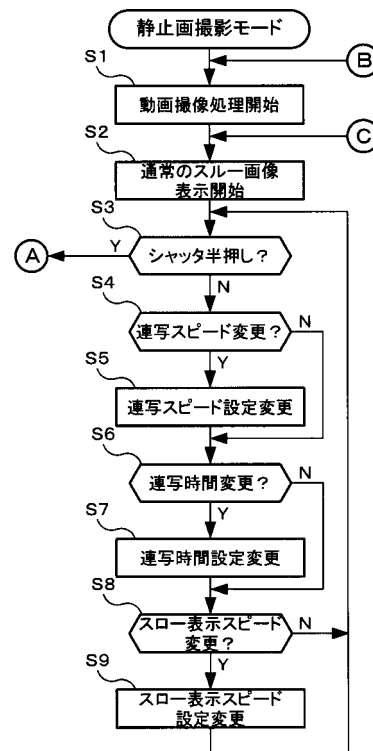 静止画撮影モード
B
S1
動画撮像処理開始
C
S2
通常のスルー画像
表示開始
S3
シャッタ半押し?
Y
A
N
S4
連写スピード変更?
N
Y
S5
連写スピード設定変更
S6
連写時間変更?
N
Y
S7
連写時間設定変更
S8
スロー表示スピード
変更?
N
Y
S9
スロー表示スピード
設定変更